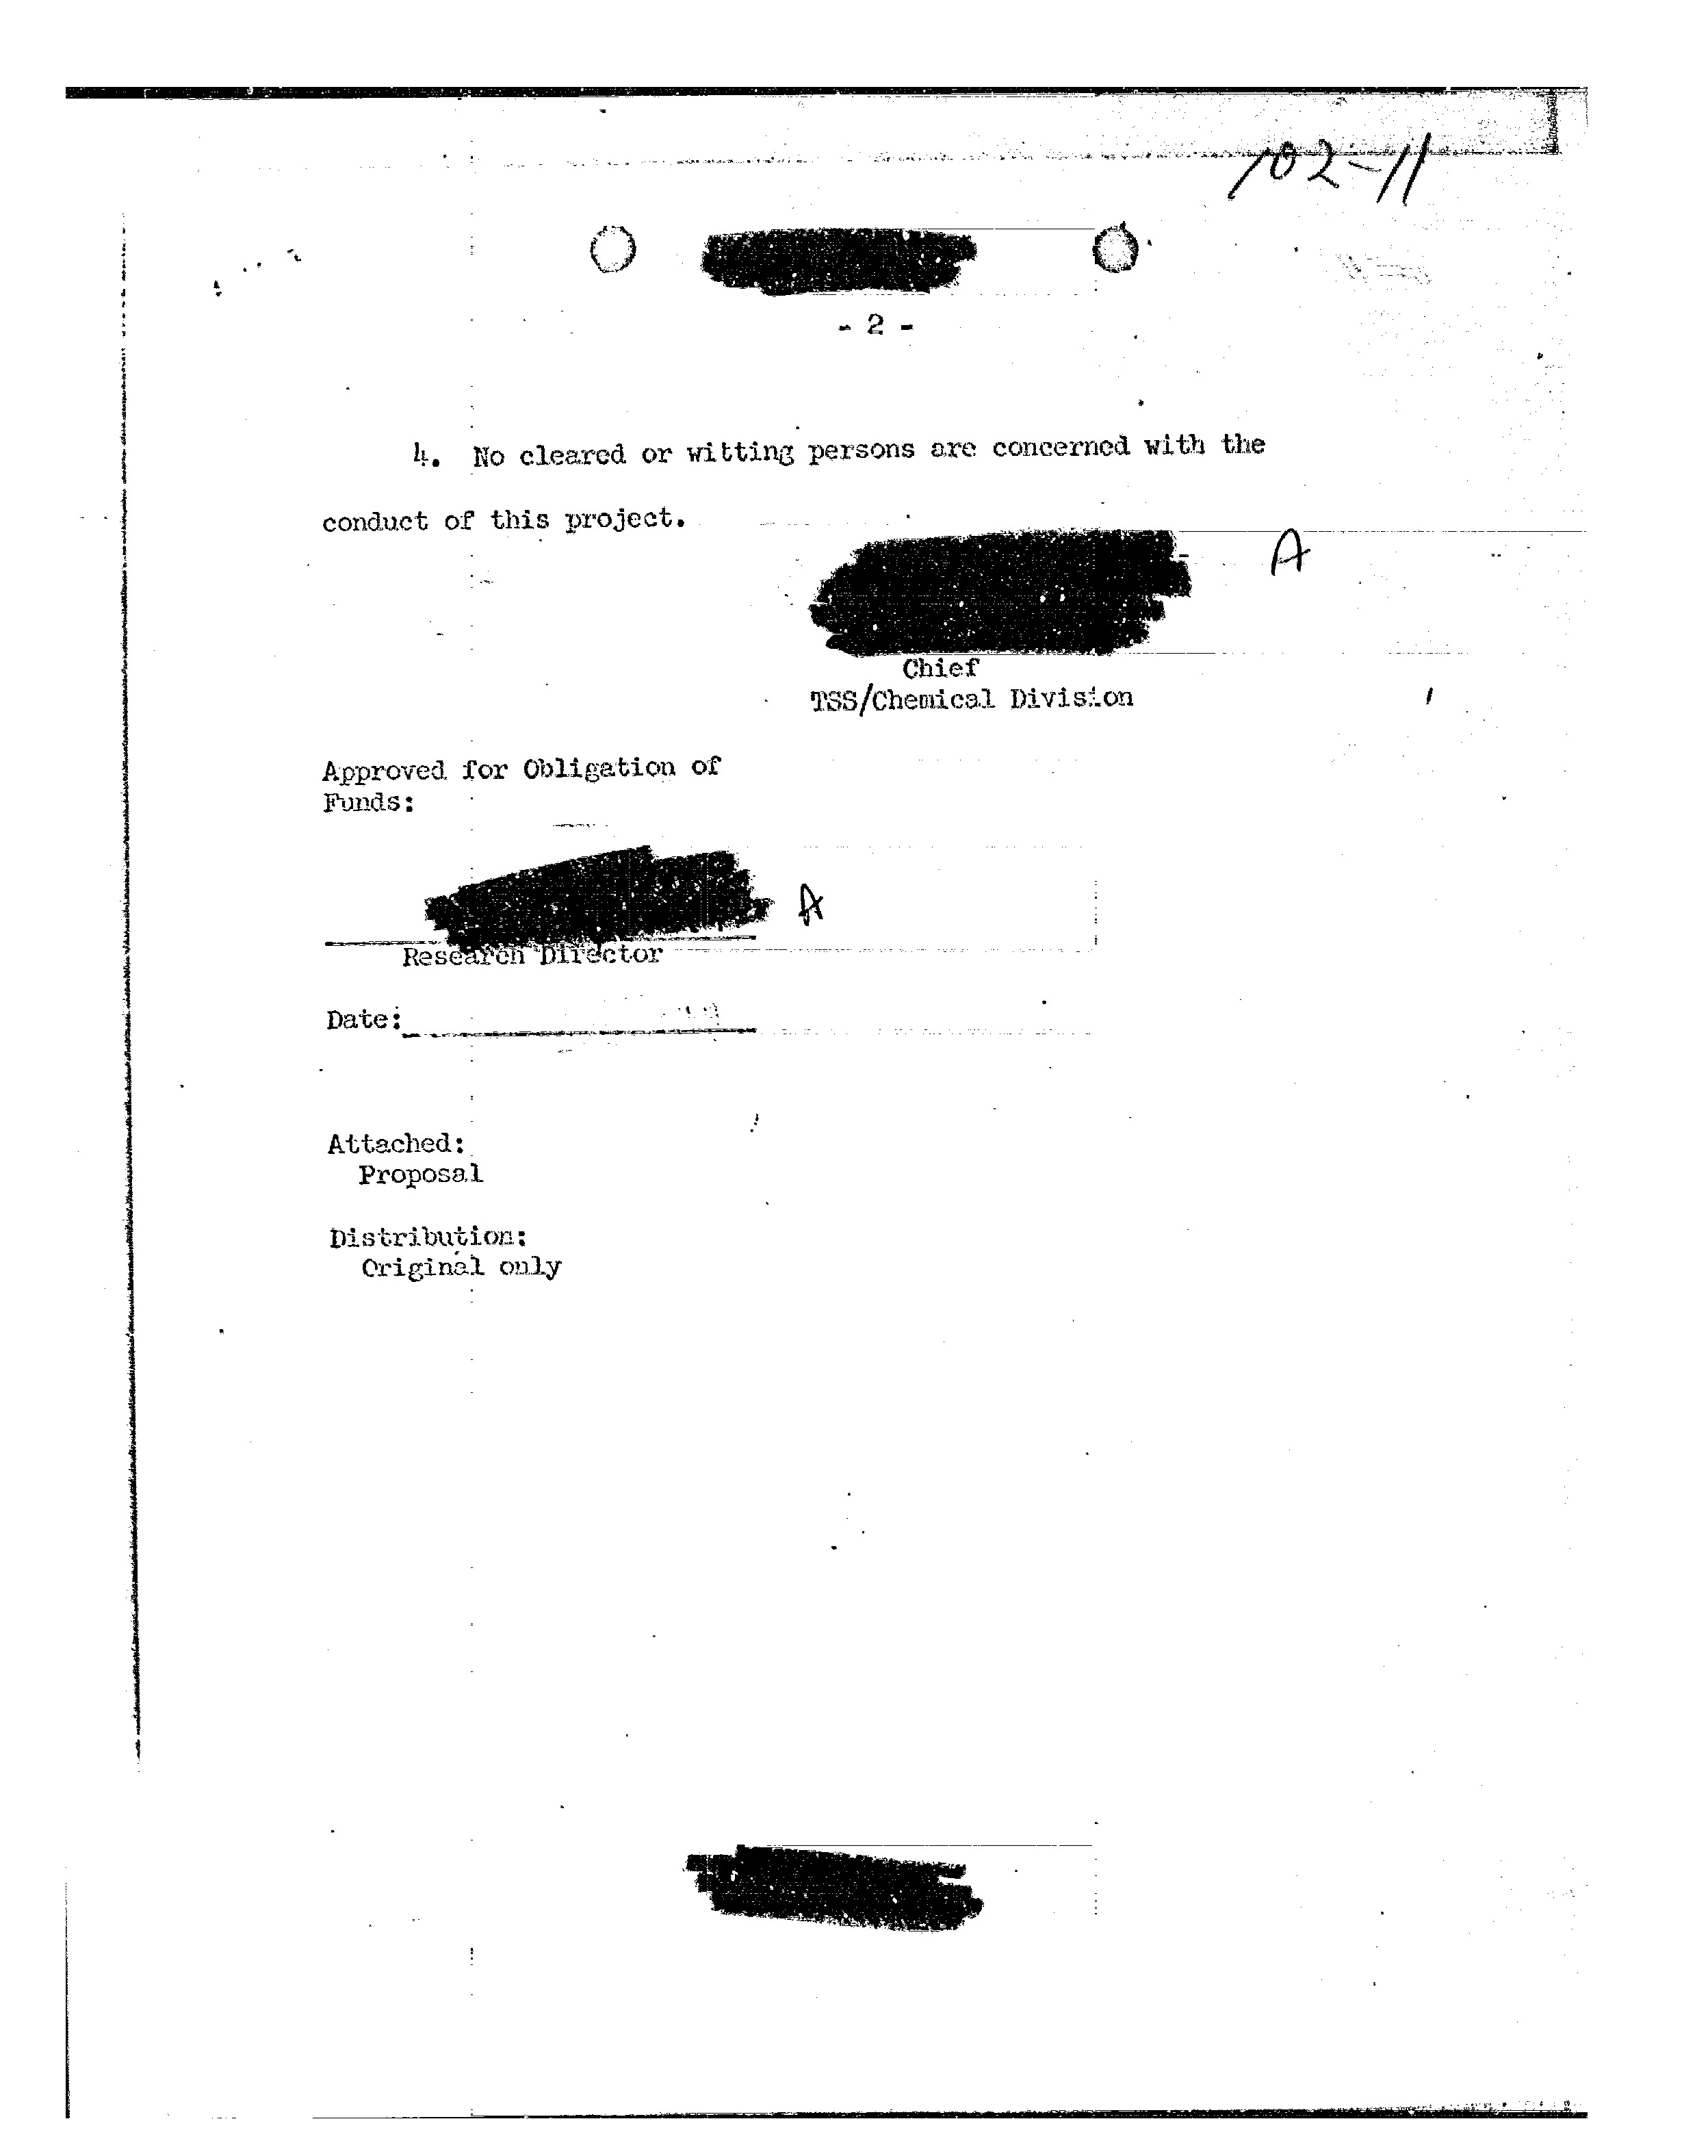 102-11
- 2 -
4. No cleared or witting persons are concerned with the
conduct of this project.
A
Chief
TSS/Chemical Division
Approved for Obligation of
Funds:
A
Research Director
Date:
Attached:
Proposal
Distribution:
Original only